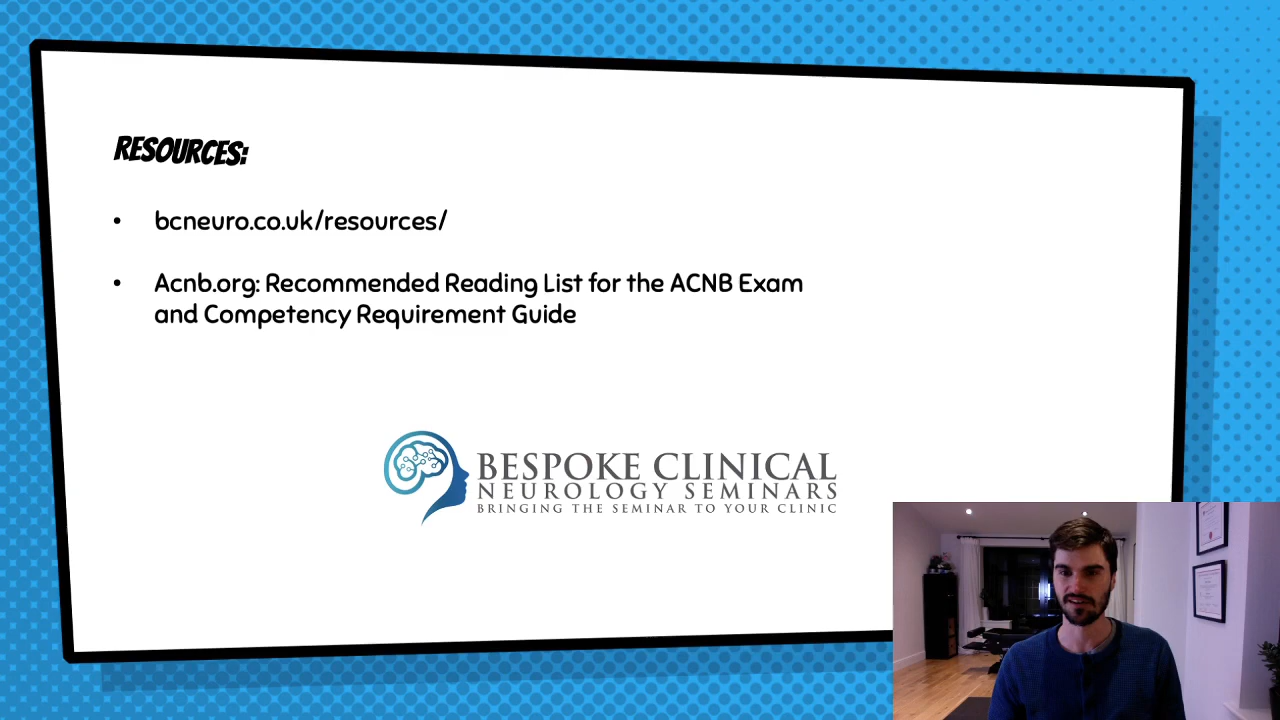 RESOURCES:
• bcneuro.co.uk/resources/
• Acnb.org: Recommended Reading List for the ACNB Exam
and Competency Requirement Guide
BESPOKE CLINICAL
NEUROLOGY SEMINARS
BRINGING THE SEMINAR TO YOUR CLINIC